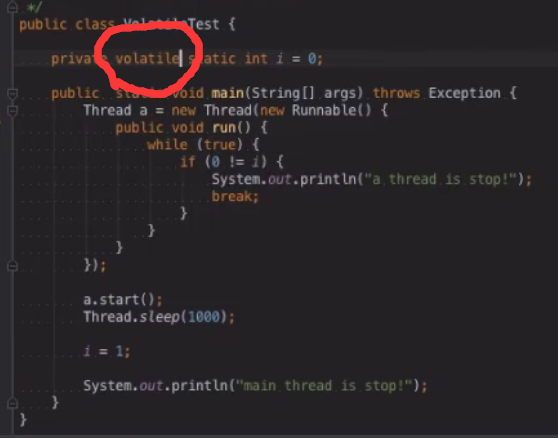 */
public class VolatileTest {
private volatile static int i = 0;
public static void main(String[] args) throws Exception {
Thread a = new Thread(new Runnable() {
public void run() {
while (true) {
if (0 != i) {
System.out.println("a thread is stop!");
break;
}
}
}
});
a.start();
Thread.sleep(1000);
i = 1;
System.out.println("main thread is stop!");
}
}